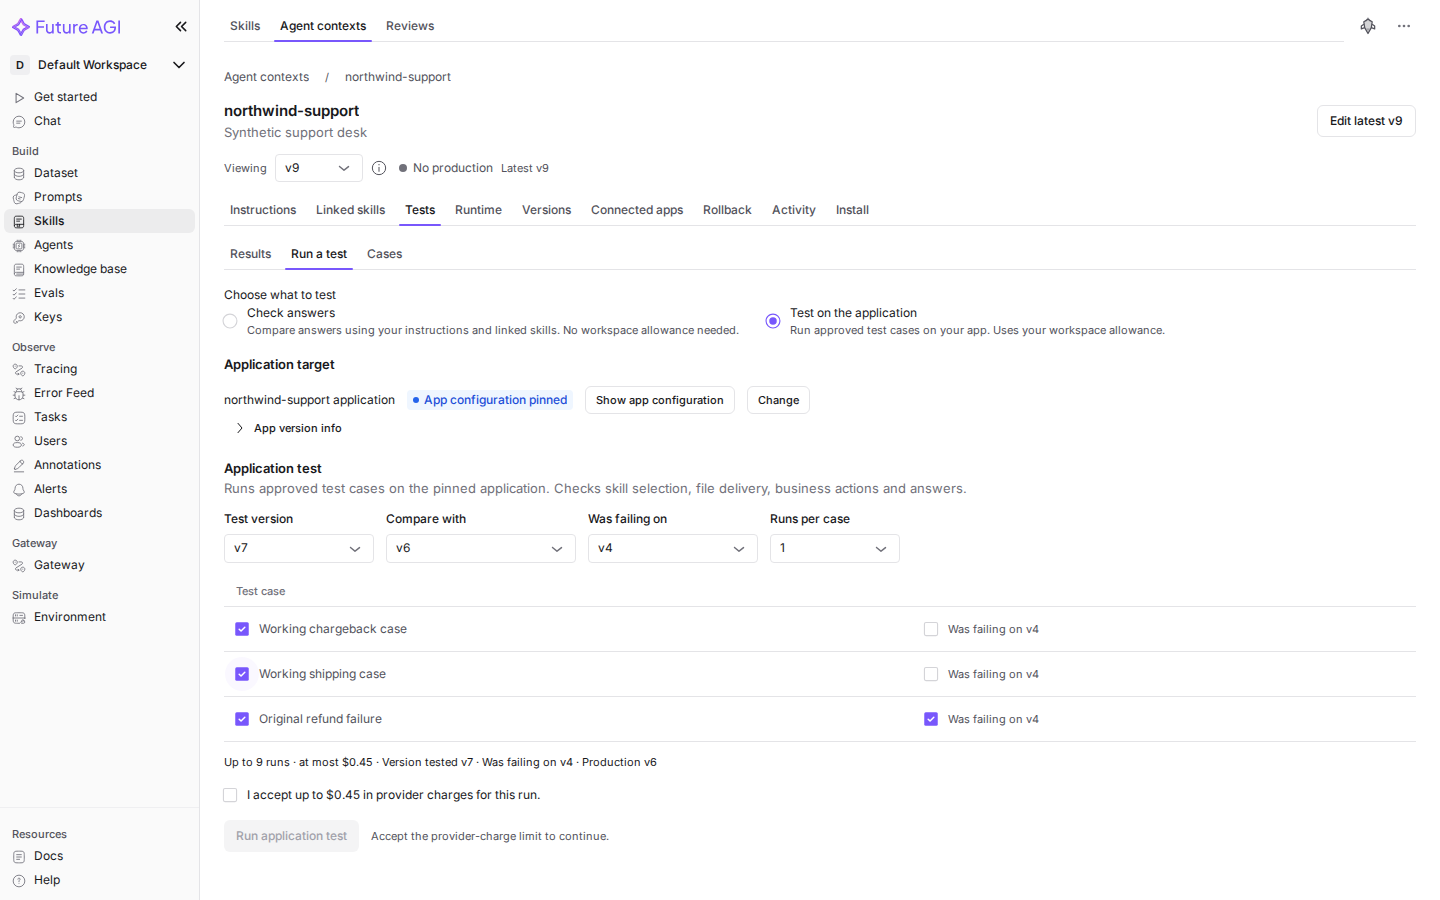 Future AGI
D Default Workspace
Get started
Chat
Build
Dataset
Prompts
Skills
Agents
Knowledge base
Evals
Keys
Observe
Tracing
Error Feed
Tasks
Users
Annotations
Alerts
Dashboards
Gateway
Gateway
Simulate
Environment
Resources
Docs
Help
Skills Agent contexts Reviews
Agent contexts / northwind-support
northwind-support
Synthetic support desk
Edit latest v9
Viewing v9 No production Latest v9
Instructions Linked skills Tests Runtime Versions Connected apps Rollback Activity Install
Results Run a test Cases
Choose what to test
Check answers
Compare answers using your instructions and linked skills. No workspace allowance needed.
Test on the application
Run approved test cases on your app. Uses your workspace allowance.
Application target
northwind-support application App configuration pinned Show app configuration Change
App version info
Application test
Runs approved test cases on the pinned application. Checks skill selection, file delivery, business actions and answers.
Test version Compare with Was failing on Runs per case
v7 v6 v4 1
Test case
Working chargeback case Was failing on v4
Working shipping case Was failing on v4
Original refund failure Was failing on v4
Up to 9 runs · at most $0.45 · Version tested v7 · Was failing on v4 · Production v6
I accept up to $0.45 in provider charges for this run.
Run application test Accept the provider-charge limit to continue.